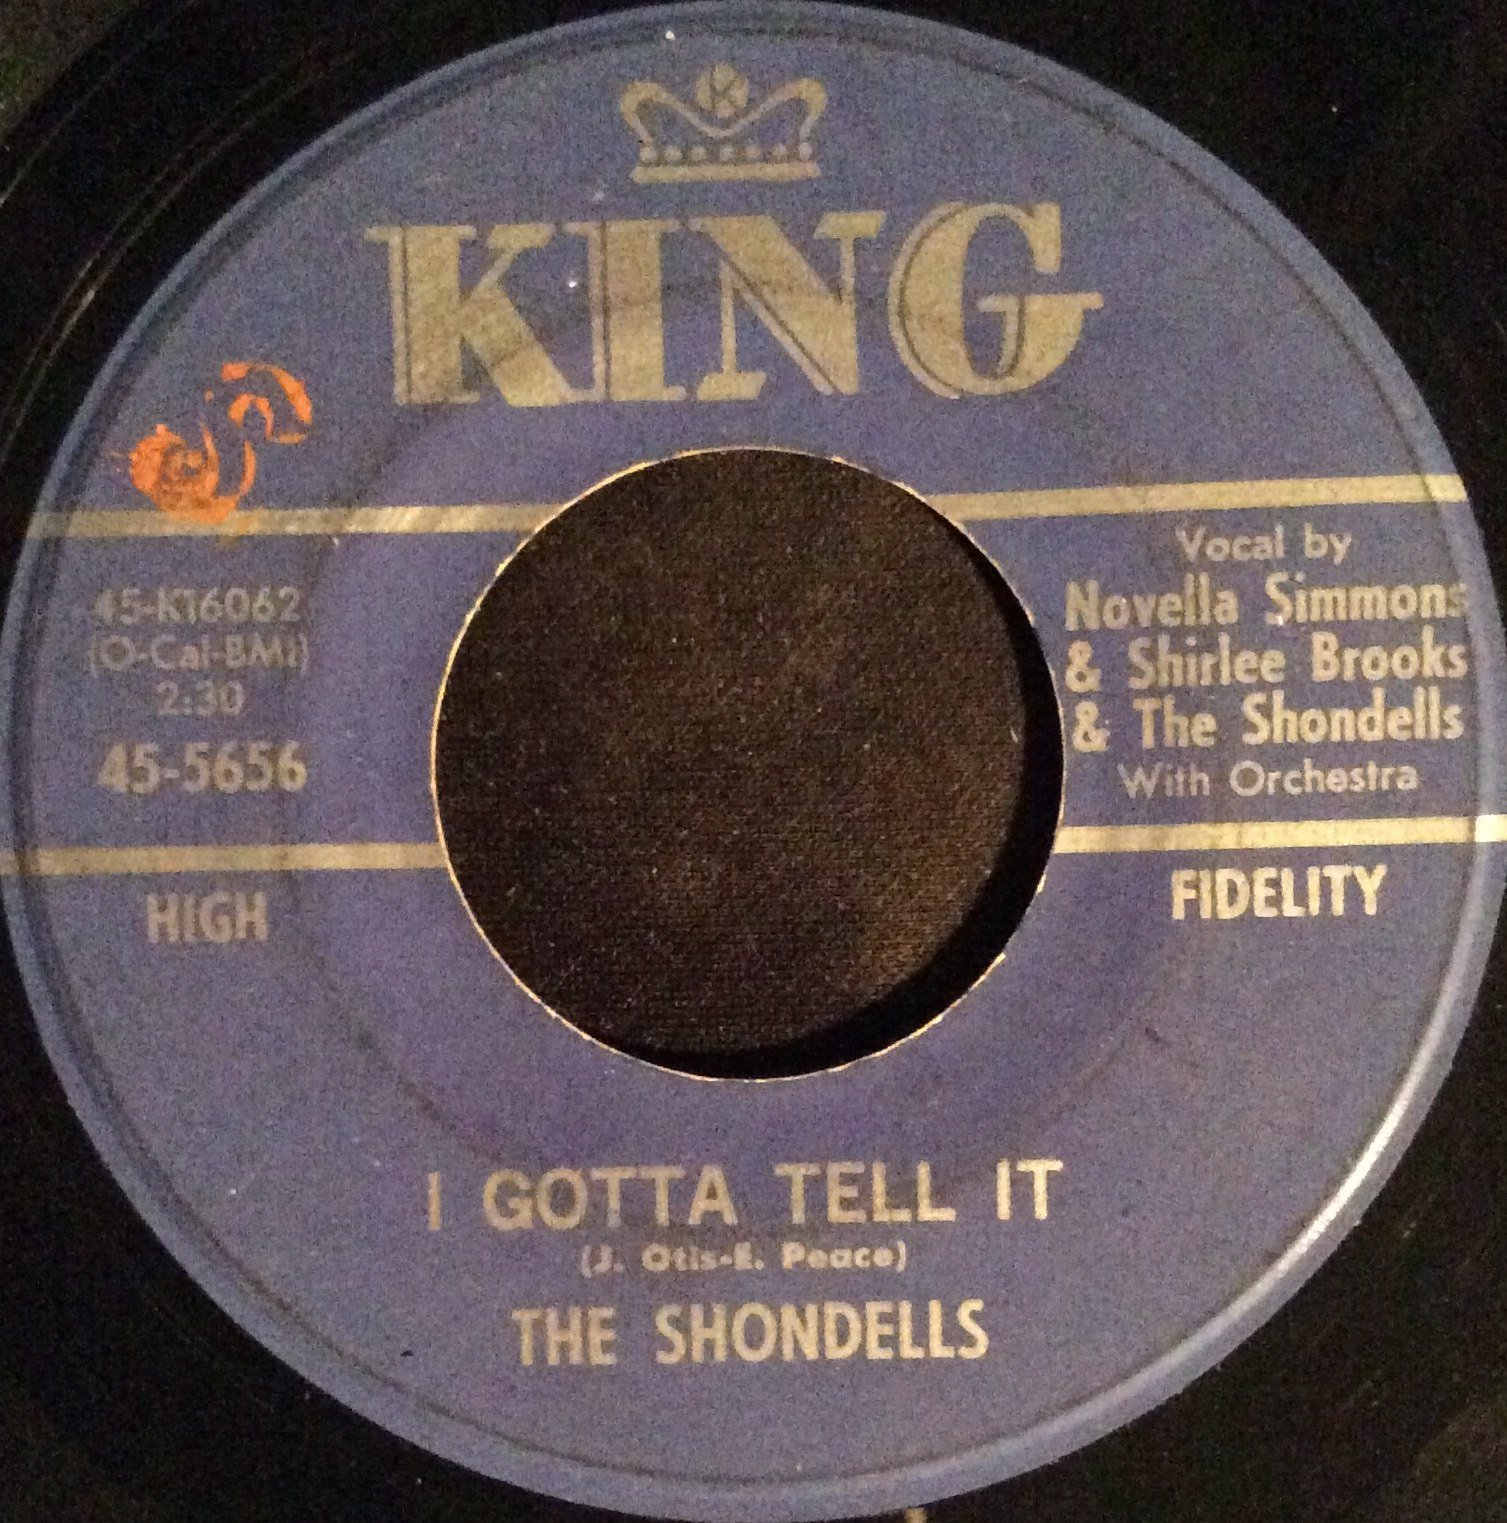 K
KING
45-K16062
(O-Cal-BMI)
2:30
45-5656
Vocal by
Novella Simmons
& Shirlee Brooks
& The Shondells
With Orchestra
HIGH
FIDELITY
I GOTTA TELL IT
(J. Otis-E. Peace)
THE SHONDELLS